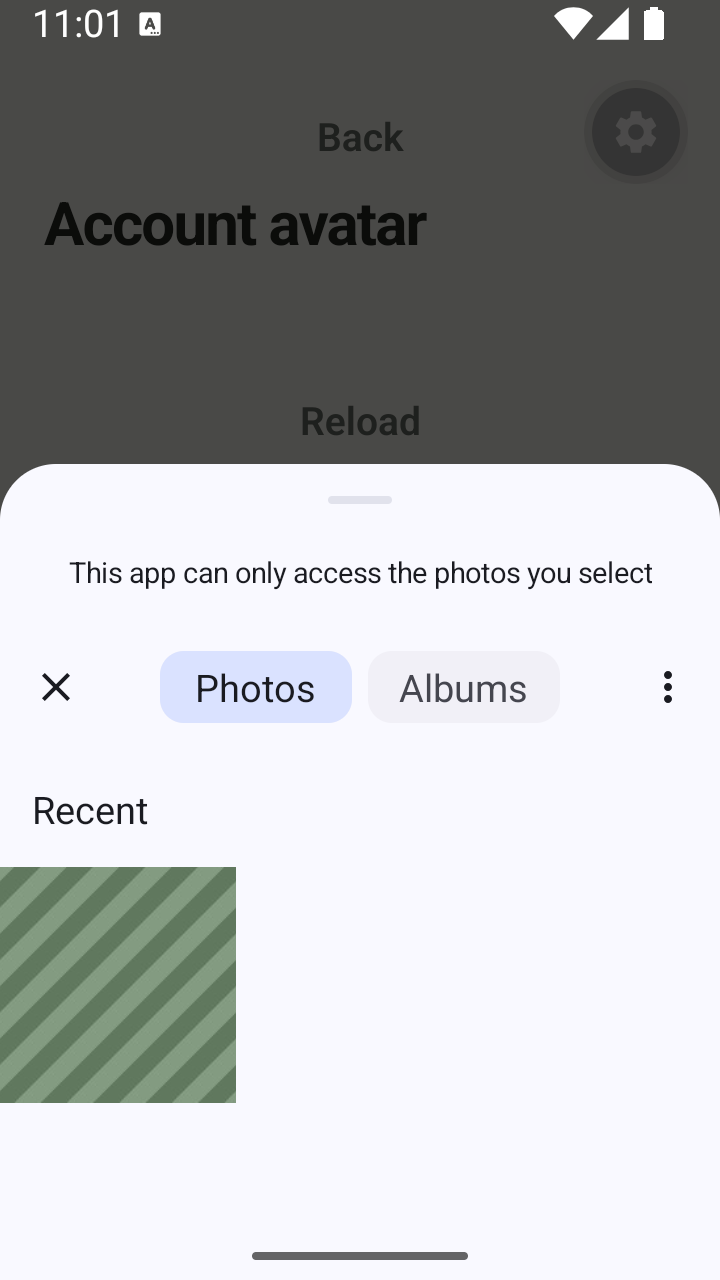 11:01
Back
Account avatar
Reload
This app can only access the photos you select
Photos
Albums
Recent